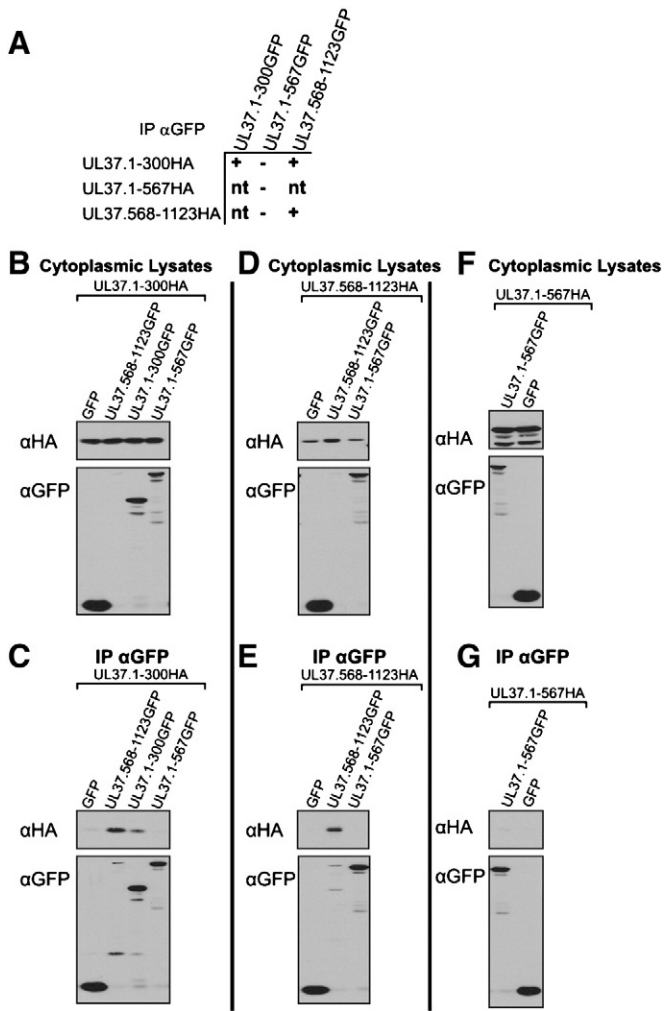 A
IP αGFP
UL37.1-300GFP
UL37.1-567GFP
UL37.568-1123GFP
UL37.1-300HA + - +
UL37.1-567HA nt - nt
UL37.568-1123HA nt - +
B Cytoplasmic Lysates
UL37.1-300HA
GFP
UL37.568-1123GFP
UL37.1-300GFP
UL37.1-567GFP
αHA
αGFP
C IP αGFP
UL37.1-300HA
GFP
UL37.568-1123GFP
UL37.1-300GFP
UL37.1-567GFP
αHA
αGFP
D Cytoplasmic Lysates
UL37.568-1123HA
GFP
UL37.568-1123GFP
UL37.1-567GFP
αHA
αGFP
E IP αGFP
UL37.568-1123HA
GFP
UL37.568-1123GFP
UL37.1-567GFP
αHA
αGFP
F Cytoplasmic Lysates
UL37.1-567HA
UL37.1-567GFP
GFP
αHA
αGFP
G IP αGFP
UL37.1-567HA
UL37.1-567GFP
GFP
αHA
αGFP